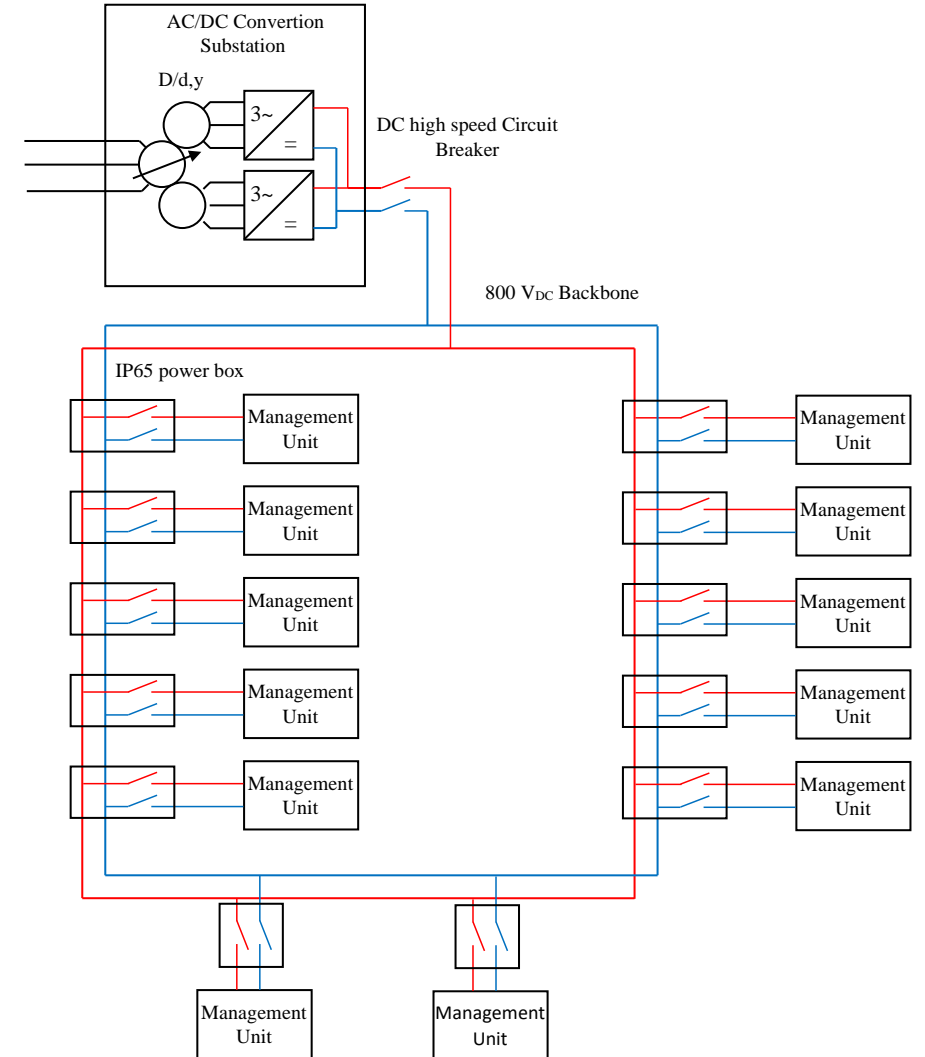 AC/DC Convertion
Substation
D/d,y
3~
=
3~
=
DC high speed Circuit
Breaker
800 VDC Backbone
IP65 power box
Management
Unit
Management
Unit
Management
Unit
Management
Unit
Management
Unit
Management
Unit
Management
Unit
Management
Unit
Management
Unit
Management
Unit
Management
Unit
Management
Unit